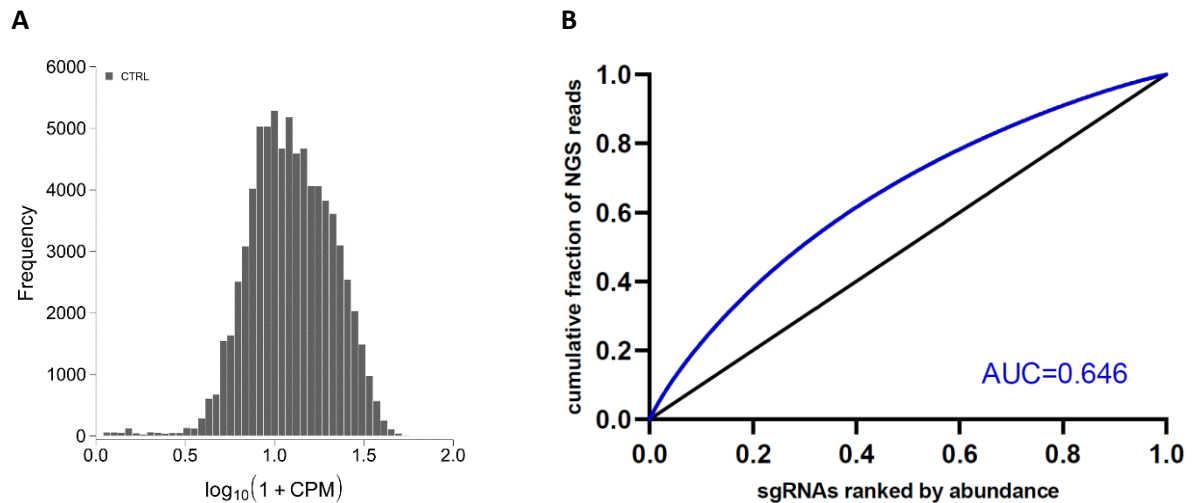 A
B
6000
5000
4000
3000
2000
1000
0
Frequency
CTRL
0.0 0.5 1.0 1.5 2.0
log10(1 + CPM)
1.0
0.8
0.6
0.4
0.2
0.0
cumulative fraction of NGS reads
AUC=0.646
0.0 0.2 0.4 0.6 0.8 1.0
sgRNAs ranked by abundance